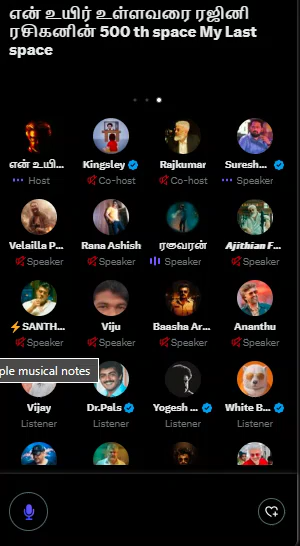 என் உயிர் உள்ளவரை ரஜினி
ரசிகனின் 500 th space My Last
space
என் உயி... Kingsley Rajkumar Suresh...
Host Co-host Co-host Speaker
Velailla P... Rana Ashish ரஅவரன் Ajithian F...
Speaker Speaker Speaker Speaker
⚡SANTH... Viju Baasha Ar... Ananthu
Speaker Speaker Speaker Speaker
ple musical notes
Vijay Dr.Pals Yogesh ... White B...
Listener Listener Listener Listener